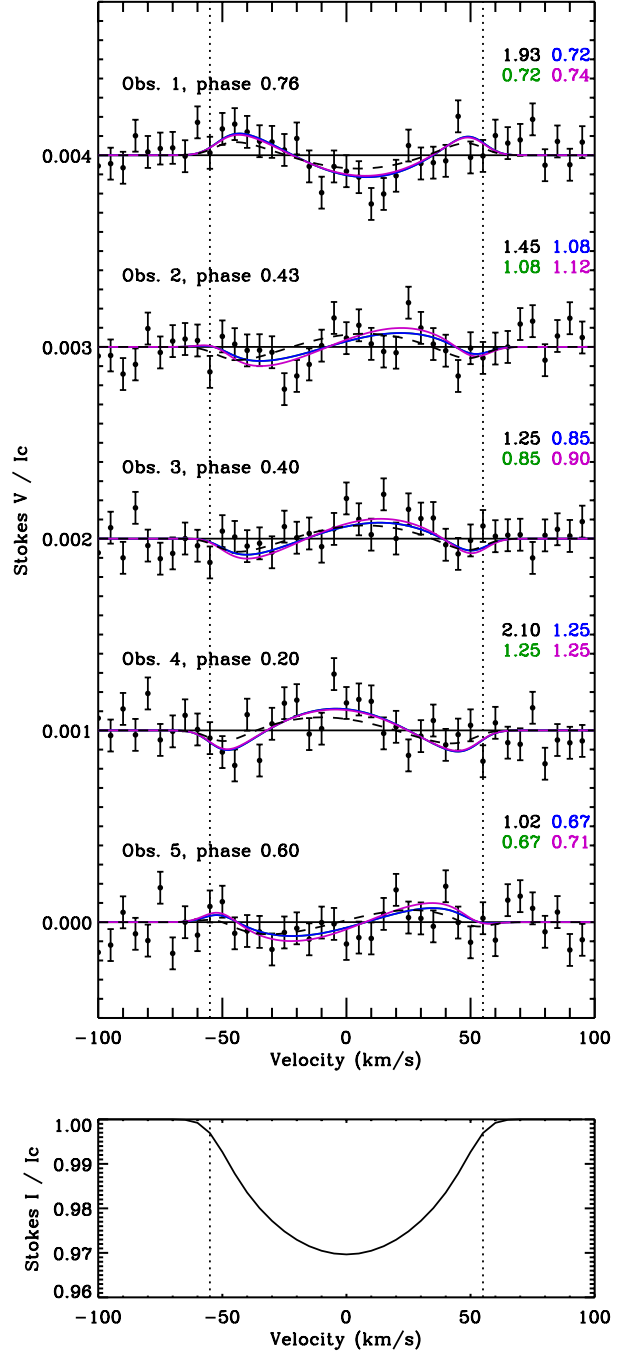 1.93 0.72
0.72 0.74
Obs. 1, phase 0.76
0.004
1.45 1.08
1.08 1.12
Obs. 2, phase 0.43
0.003
1.25 0.85
0.85 0.90
Obs. 3, phase 0.40
0.002
2.10 1.25
1.25 1.25
Obs. 4, phase 0.20
0.001
1.02 0.67
0.67 0.71
Obs. 5, phase 0.60
0.000
Stokes V / Ic
−100 −50 0 50 100
Velocity (km/s)
1.00
0.99
0.98
0.97
0.96
Stokes I / Ic
−100 −50 0 50 100
Velocity (km/s)